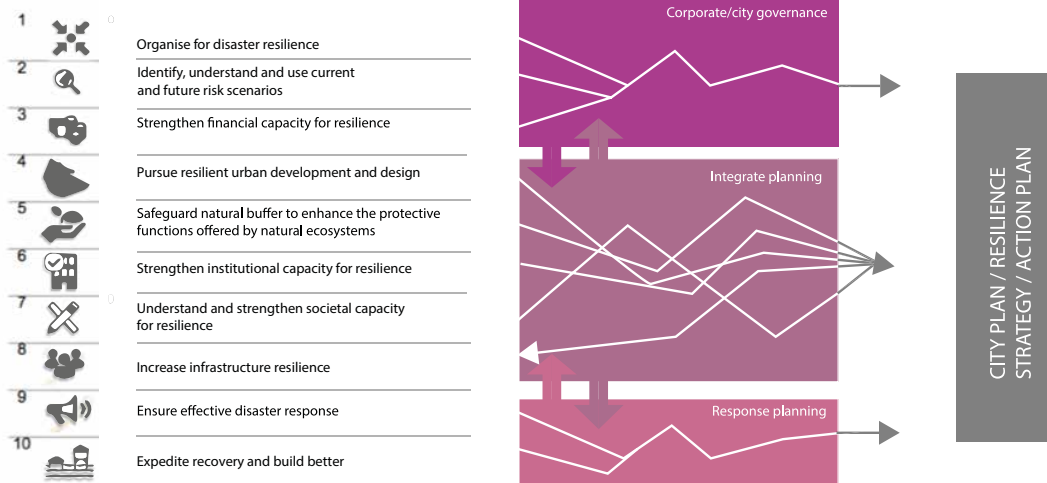 1
Organise for disaster resilience
2
Identify, understand and use current
and future risk scenarios
3
Strengthen financial capacity for resilience
4
Pursue resilient urban development and design
5
Safeguard natural buffer to enhance the protective
functions offered by natural ecosystems
6
Strengthen institutional capacity for resilience
7
Understand and strengthen societal capacity
for resilience
8
Increase infrastructure resilience
9
Ensure effective disaster response
10
Expedite recovery and build better
Corporate/city governance
Integrate planning
Response planning
CITY PLAN / RESILIENCE
STRATEGY / ACTION PLAN